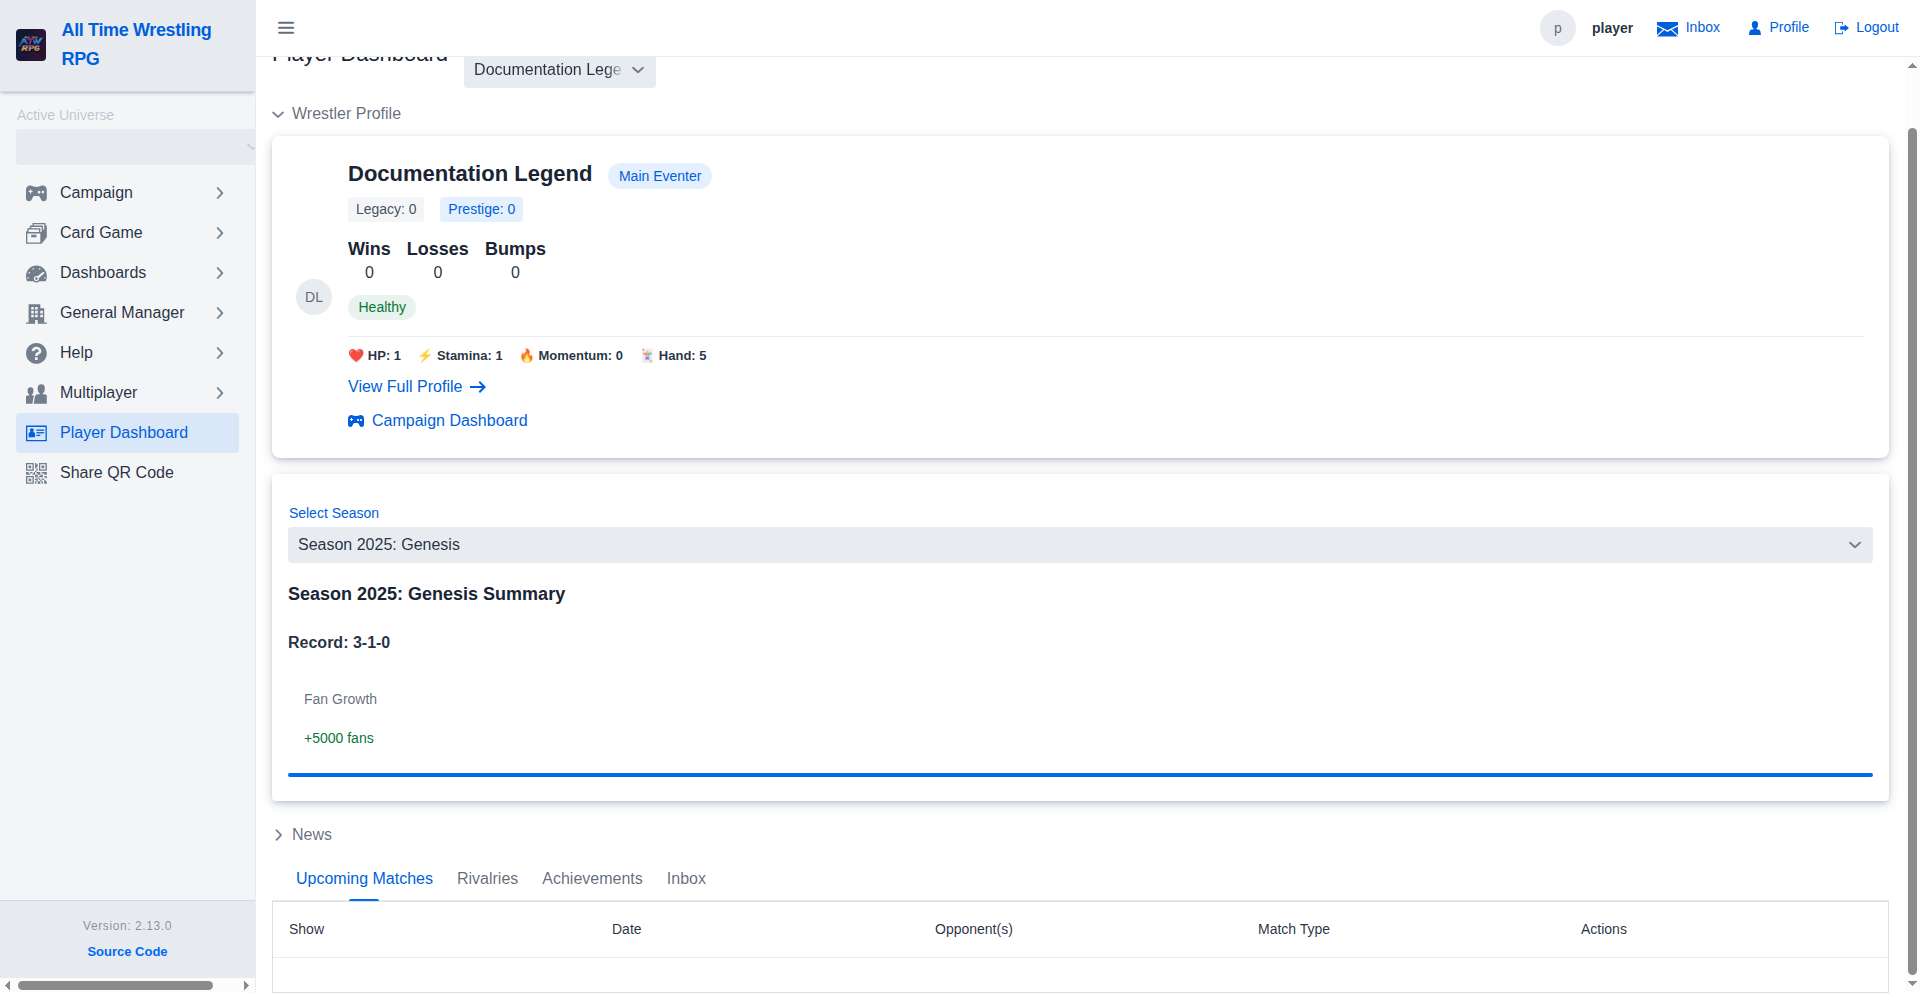 All Time Wrestling
RPG
p
player
Inbox
Profile
Logout
Active Universe
Campaign
Card Game
Dashboards
General Manager
Help
Multiplayer
Player Dashboard
Share QR Code
Version: 2.13.0
Source Code
Player Dashboard
Documentation Lege
Wrestler Profile
DL
Documentation Legend
Main Eventer
Legacy: 0
Prestige: 0
Wins Losses Bumps
0 0 0
Healthy
❤️ HP: 1 ⚡ Stamina: 1 🔥 Momentum: 0 🃏 Hand: 5
View Full Profile
Campaign Dashboard
Select Season
Season 2025: Genesis
Season 2025: Genesis Summary
Record: 3-1-0
Fan Growth
+5000 fans
News
Upcoming Matches Rivalries Achievements Inbox
Show Date Opponent(s) Match Type Actions